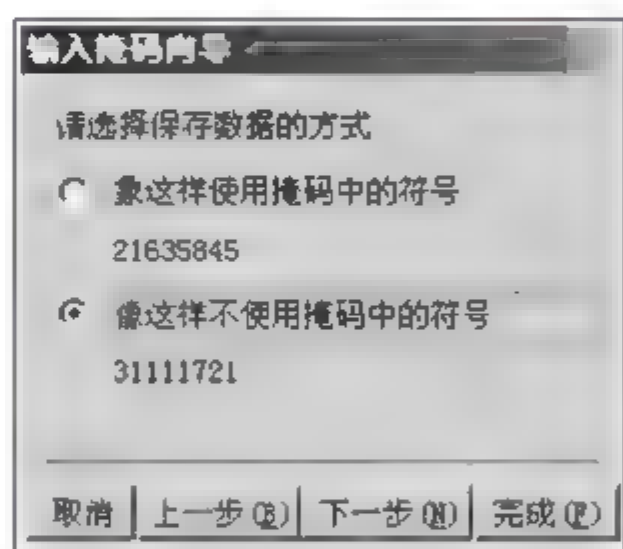 输入掩码向导
请选择保存数据的方式
象这样使用掩码中的符号
21635845
像这样不使用掩码中的符号
31111721
取消 上一步(B) 下一步(N) 完成(F)